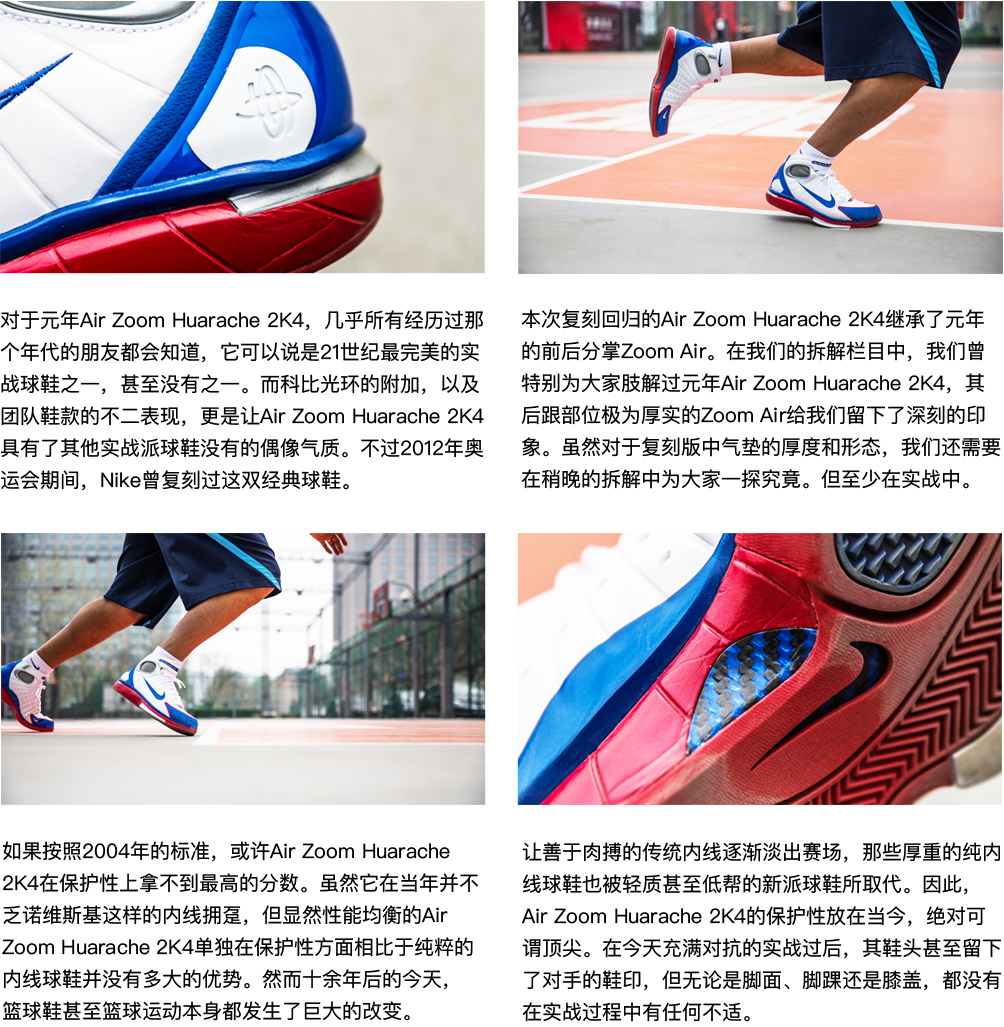 对于元年Air Zoom Huarache 2K4，几乎所有经历过那
个年代的朋友都会知道，它可以说是21世纪最完美的实
战球鞋之一，甚至没有之一。而科比光环的附加，以及
团队鞋款的不二表现，更是让Air Zoom Huarache 2K4
具有了其他实战派球鞋没有的偶像气质。不过2012年奥
运会期间，Nike曾复刻过这双经典球鞋。
本次复刻回归的Air Zoom Huarache 2K4继承了元年
的前后分掌Zoom Air。在我们的拆解栏目中，我们曾
特别为大家肢解过元年Air Zoom Huarache 2K4，其
后跟部位极为厚实的Zoom Air给我们留下了深刻的印
象。虽然对于复刻版中气垫的厚度和形态，我们还需要
在稍晚的拆解中为大家一探究竟。但至少在实战中。
如果按照2004年的标准，或许Air Zoom Huarache
2K4在保护性上拿不到最高的分数。虽然它在当年并不
乏诺维斯基这样的内线拥趸，但显然性能均衡的Air
Zoom Huarache 2K4单独在保护性方面相比于纯粹的
内线球鞋并没有多大的优势。然而十余年后的今天，
篮球鞋甚至篮球运动本身都发生了巨大的改变。
让善于肉搏的传统内线逐渐淡出赛场，那些厚重的纯内
线球鞋也被轻质甚至低帮的新派球鞋所取代。因此，
Air Zoom Huarache 2K4的保护性放在当今，绝对可
谓顶尖。在今天充满对抗的实战过后，其鞋头甚至留下
了对手的鞋印，但无论是脚面、脚踝还是膝盖，都没有
在实战过程中有任何不适。